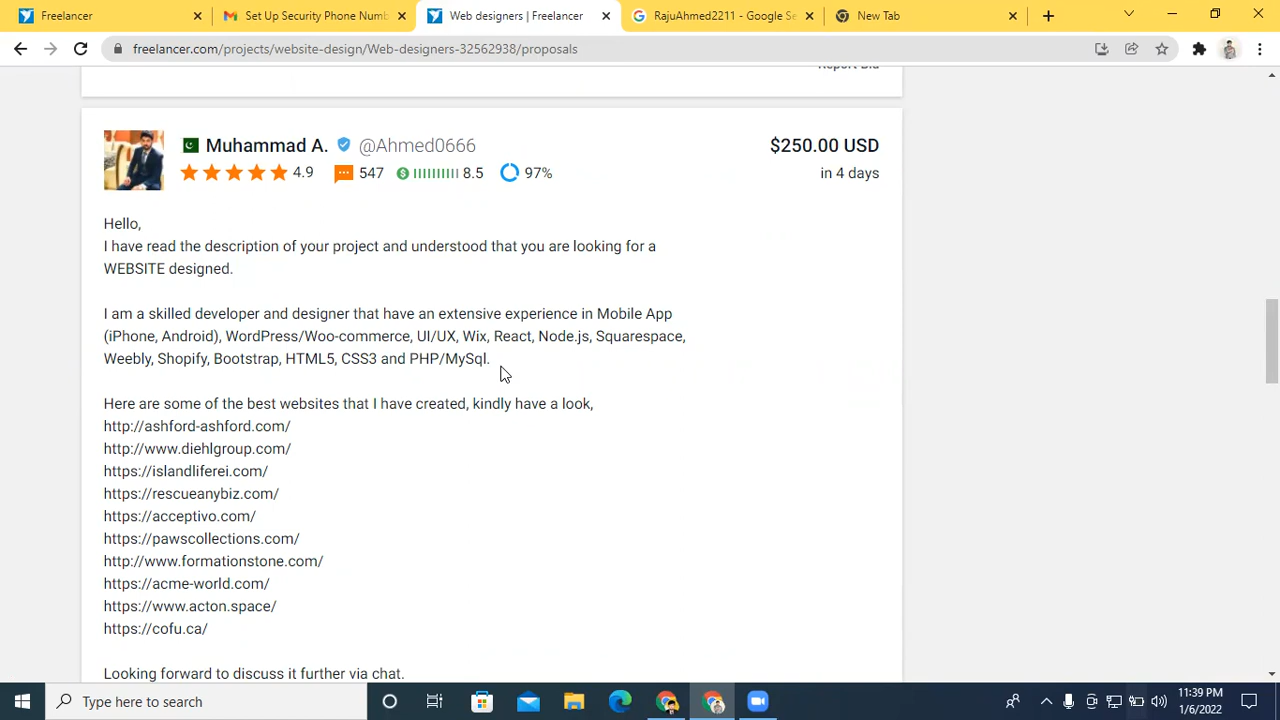 Freelancer
Set Up Security Phone Numb
Web designers | Freelancer
RajuAhmed2211 - Google Se
New Tab
freelancer.com/projects/website-design/Web-designers-32562938/proposals
Report Bid
Muhammad A. @Ahmed0666
$250.00 USD
4.9 547 8.5 97%
in 4 days
Hello,
I have read the description of your project and understood that you are looking for a
WEBSITE designed.
I am a skilled developer and designer that have an extensive experience in Mobile App
(iPhone, Android), WordPress/Woo-commerce, UI/UX, Wix, React, Node.js, Squarespace,
Weebly, Shopify, Bootstrap, HTML5, CSS3 and PHP/MySql.
Here are some of the best websites that I have created, kindly have a look,
http://ashford-ashford.com/
http://www.diehlgroup.com/
https://islandliferei.com/
https://rescueanybiz.com/
https://acceptivo.com/
https://pawscollections.com/
http://www.formationstone.com/
https://acme-world.com/
https://www.acton.space/
https://cofu.ca/
Looking forward to discuss it further via chat.
Type here to search
11:39 PM
1/6/2022